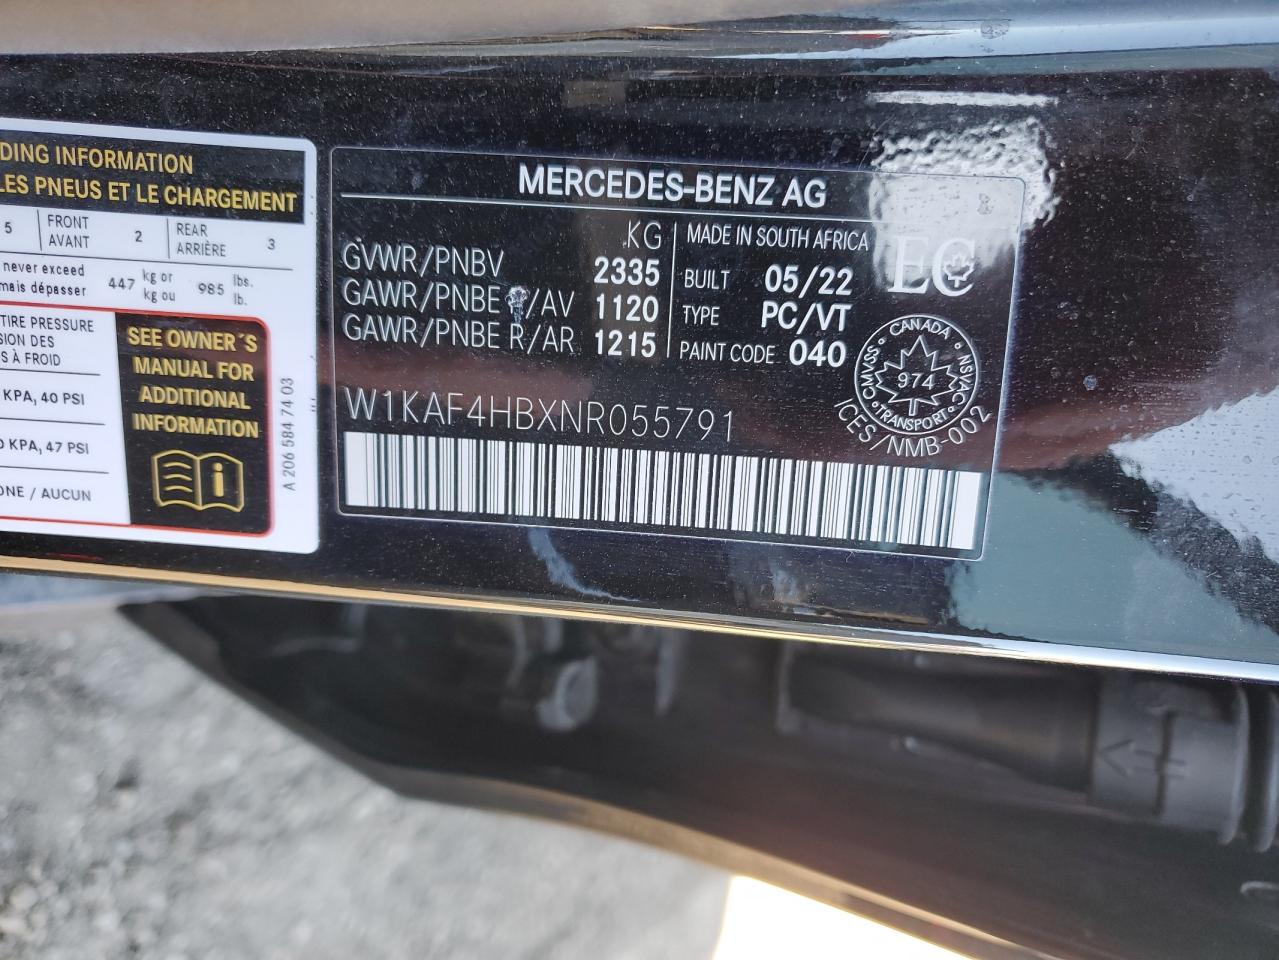 DING INFORMATION
LES PNEUS ET LE CHARGEMENT
5 FRONT AVANT 2 REAR ARRIÈRE 3
never exceed 447 kg or 985 lbs.
mais dépasser kg ou lb.
TIRE PRESSURE
SION DES
S À FROID
KPA, 40 PSI
KPA, 47 PSI
ONE / AUCUN
SEE OWNER'S
MANUAL FOR
ADDITIONAL
INFORMATION
A 206 584 74 03
MERCEDES-BENZ AG
KG
GVWR/PNBV 2335
GAWR/PNBE /AV 1120
GAWR/PNBE R/AR 1215
MADE IN SOUTH AFRICA
BUILT 05/22
TYPE PC/VT
PAINT CODE 040
EC
CANADA
CMVSS NSVAC
974
TRANSPORT
ICES/NMB-002
W1KAF4HBXNR055791